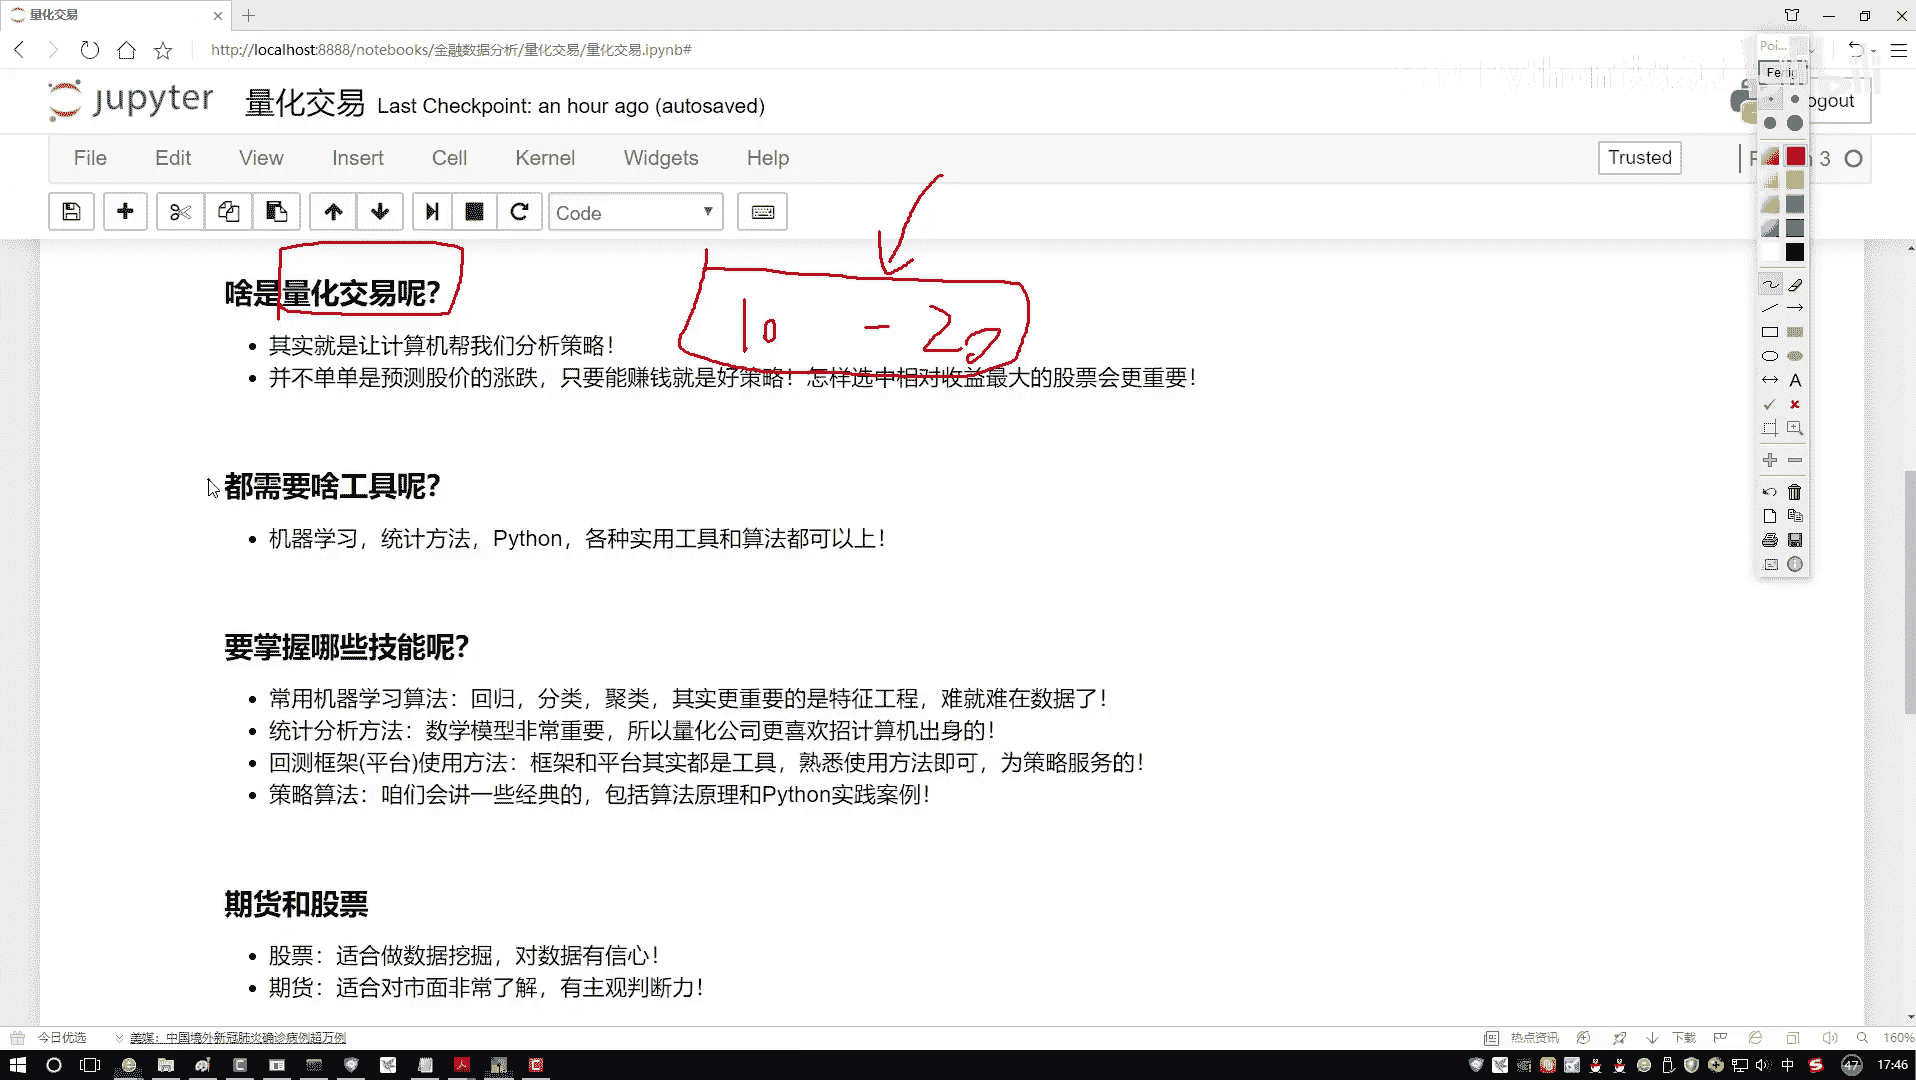 量化交易
http://localhost:8888/notebooks/金融数据分析/量化交易/量化交易.ipynb#
Poi...
Fertig
jupyter 量化交易 Last Checkpoint: an hour ago (autosaved)
ogout
File Edit View Insert Cell Kernel Widgets Help
Trusted
3
Code
啥是量化交易呢？
10 - 20
其实就是让计算机帮我们分析策略！
并不单单是预测股价的涨跌，只要能赚钱就是好策略！怎样选中相对收益最大的股票会更重要！
都需要啥工具呢？
机器学习，统计方法，Python，各种实用工具和算法都可以上！
要掌握哪些技能呢？
常用机器学习算法：回归，分类，聚类，其实更重要的是特征工程，难就难在数据了！
统计分析方法：数学模型非常重要，所以量化公司更喜欢招计算机出身的！
回测框架(平台)使用方法：框架和平台其实都是工具，熟悉使用方法即可，为策略服务的！
策略算法：咱们会讲一些经典的，包括算法原理和Python实践案例！
期货和股票
股票：适合做数据挖掘，对数据有信心！
期货：适合对市面非常了解，有主观判断力！
今日优选 美媒：中国境外新冠肺炎确诊病例超万例
热点资讯 下载 160%
中 47 17:46